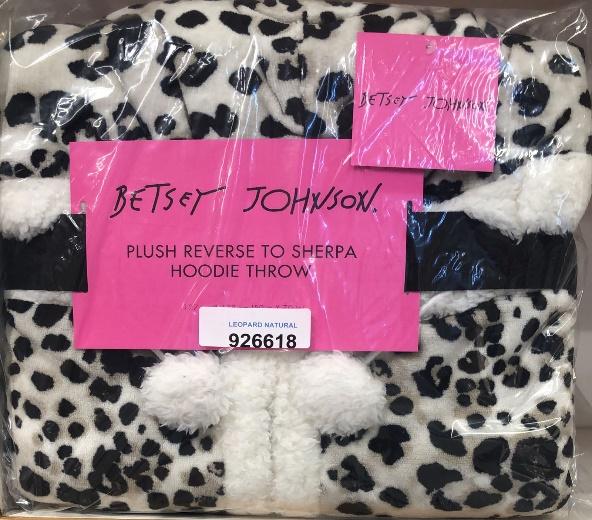 BETSEY JOHNSON
BETSEY JOHNSON.
PLUSH REVERSE TO SHERPA
HOODIE THROW
LEOPARD NATURAL
926618